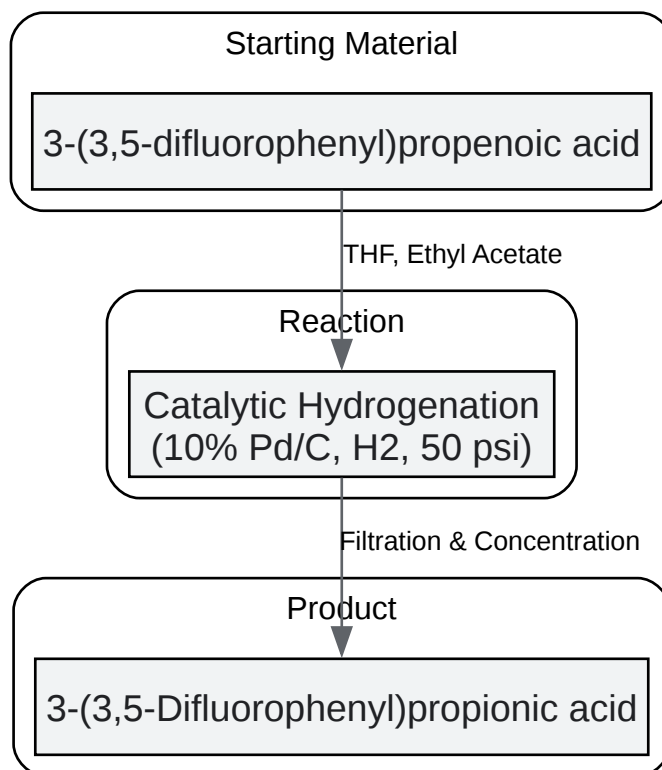 Starting Material
3-(3,5-difluorophenyl)propenoic acid
THF, Ethyl Acetate
Reaction
Catalytic Hydrogenation
(10% Pd/C, H2, 50 psi)
Filtration & Concentration
Product
3-(3,5-Difluorophenyl)propionic acid